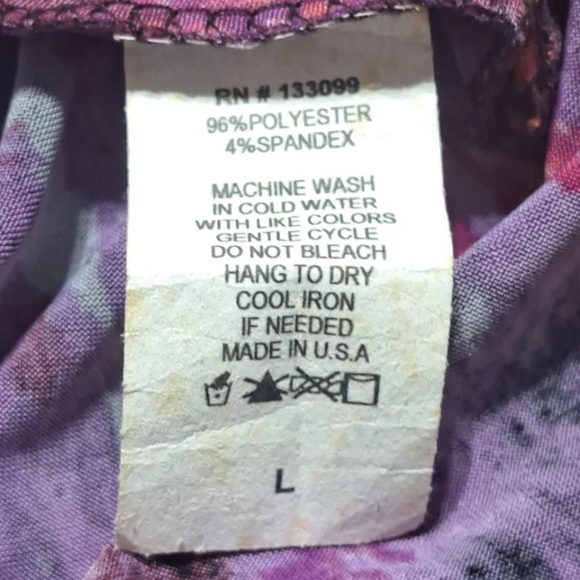 RN # 133099
96%POLYESTER
4%SPANDEX
MACHINE WASH
IN COLD WATER
WITH LIKE COLORS
GENTLE CYCLE
DO NOT BLEACH
HANG TO DRY
COOL IRON
IF NEEDED
MADE IN U.S.A
L